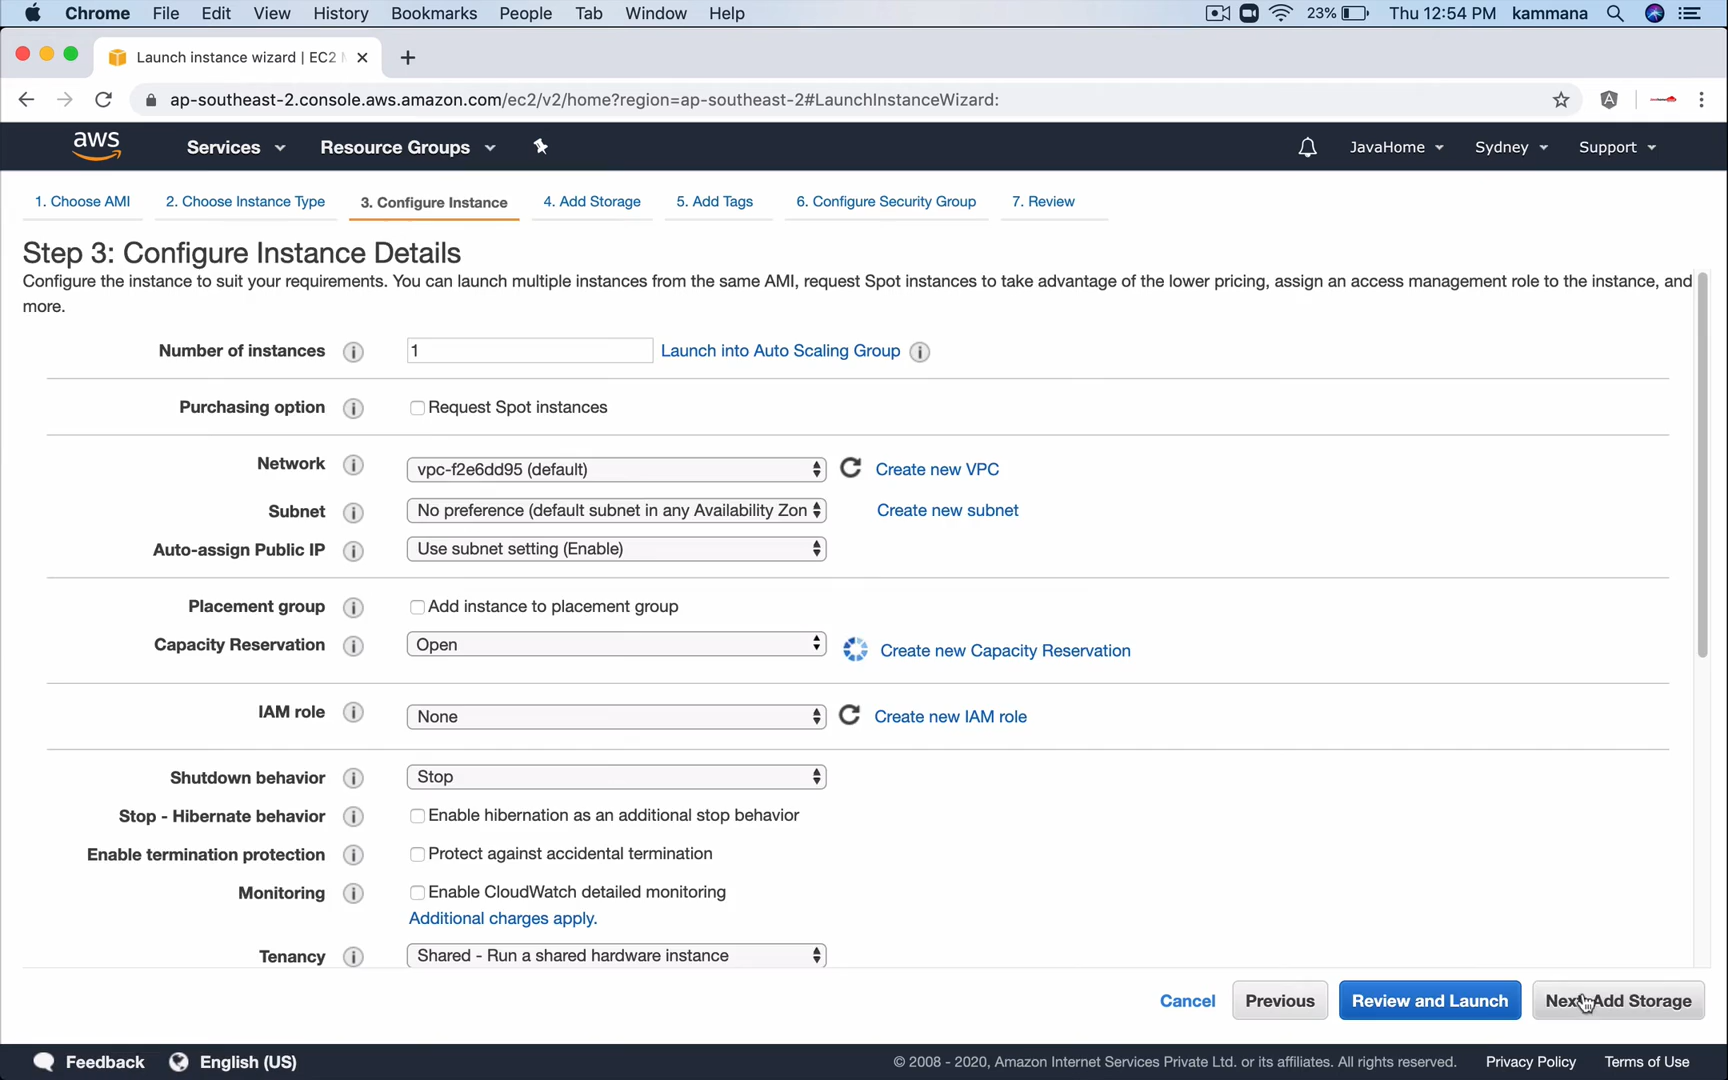 Chrome File Edit View History Bookmarks People Tab Window Help 23% Thu 12:54 PM kammana
Launch instance wizard | EC2
ap-southeast-2.console.aws.amazon.com/ec2/v2/home?region=ap-southeast-2#LaunchInstanceWizard:
aws Services Resource Groups JavaHome Sydney Support
1. Choose AMI 2. Choose Instance Type 3. Configure Instance 4. Add Storage 5. Add Tags 6. Configure Security Group 7. Review
Step 3: Configure Instance Details
Configure the instance to suit your requirements. You can launch multiple instances from the same AMI, request Spot instances to take advantage of the lower pricing, assign an access management role to the instance, and
more.
Number of instances i 1 Launch into Auto Scaling Group i
Purchasing option i Request Spot instances
Network i vpc-f2e6dd95 (default) Create new VPC
Subnet i No preference (default subnet in any Availability Zon Create new subnet
Auto-assign Public IP i Use subnet setting (Enable)
Placement group i Add instance to placement group
Capacity Reservation i Open Create new Capacity Reservation
IAM role i None Create new IAM role
Shutdown behavior i Stop
Stop - Hibernate behavior i Enable hibernation as an additional stop behavior
Enable termination protection i Protect against accidental termination
Monitoring i Enable CloudWatch detailed monitoring
Additional charges apply.
Tenancy i Shared - Run a shared hardware instance
Cancel Previous Review and Launch Next: Add Storage
Feedback English (US) © 2008 - 2020, Amazon Internet Services Private Ltd. or its affiliates. All rights reserved. Privacy Policy Terms of Use